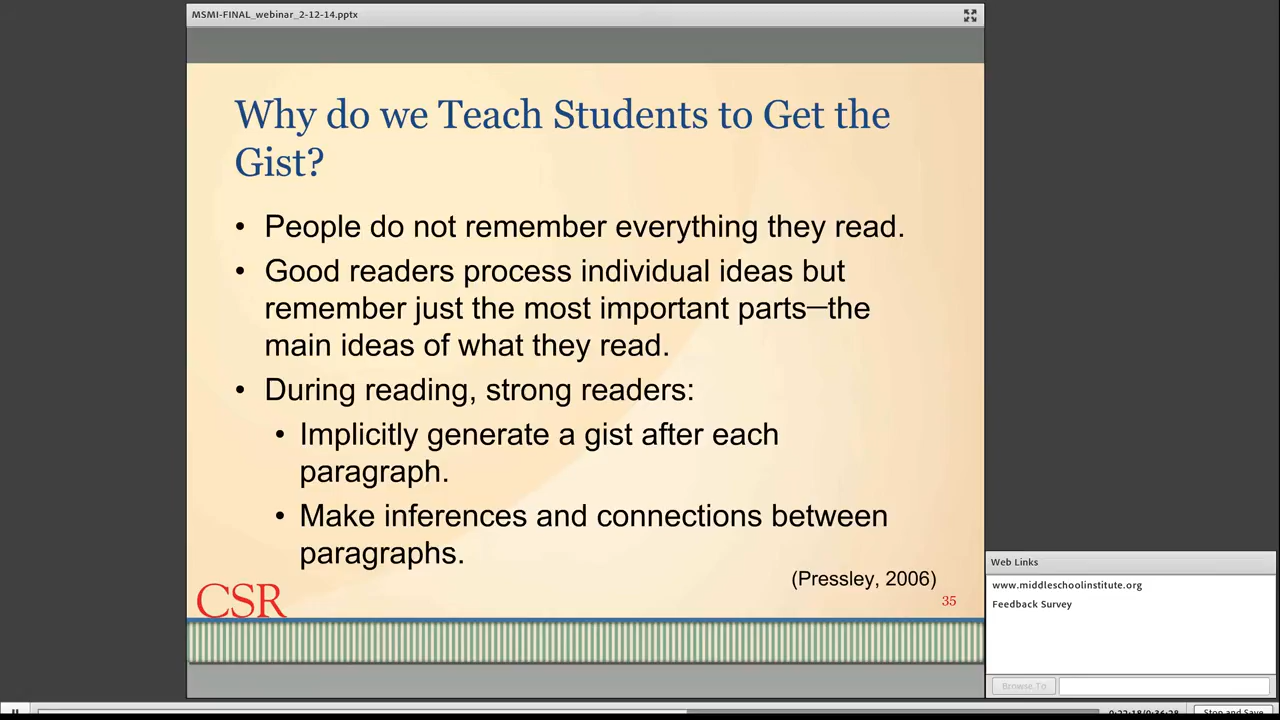 MSMI-FINAL_webinar_2-12-14.pptx
Why do we Teach Students to Get the
Gist?
• People do not remember everything they read.
• Good readers process individual ideas but
remember just the most important parts—the
main ideas of what they read.
• During reading, strong readers:
• Implicitly generate a gist after each
paragraph.
• Make inferences and connections between
paragraphs.
(Pressley, 2006)
CSR
35
Web Links
www.middleschoolinstitute.org
Feedback Survey
Browse To
Stop and Save